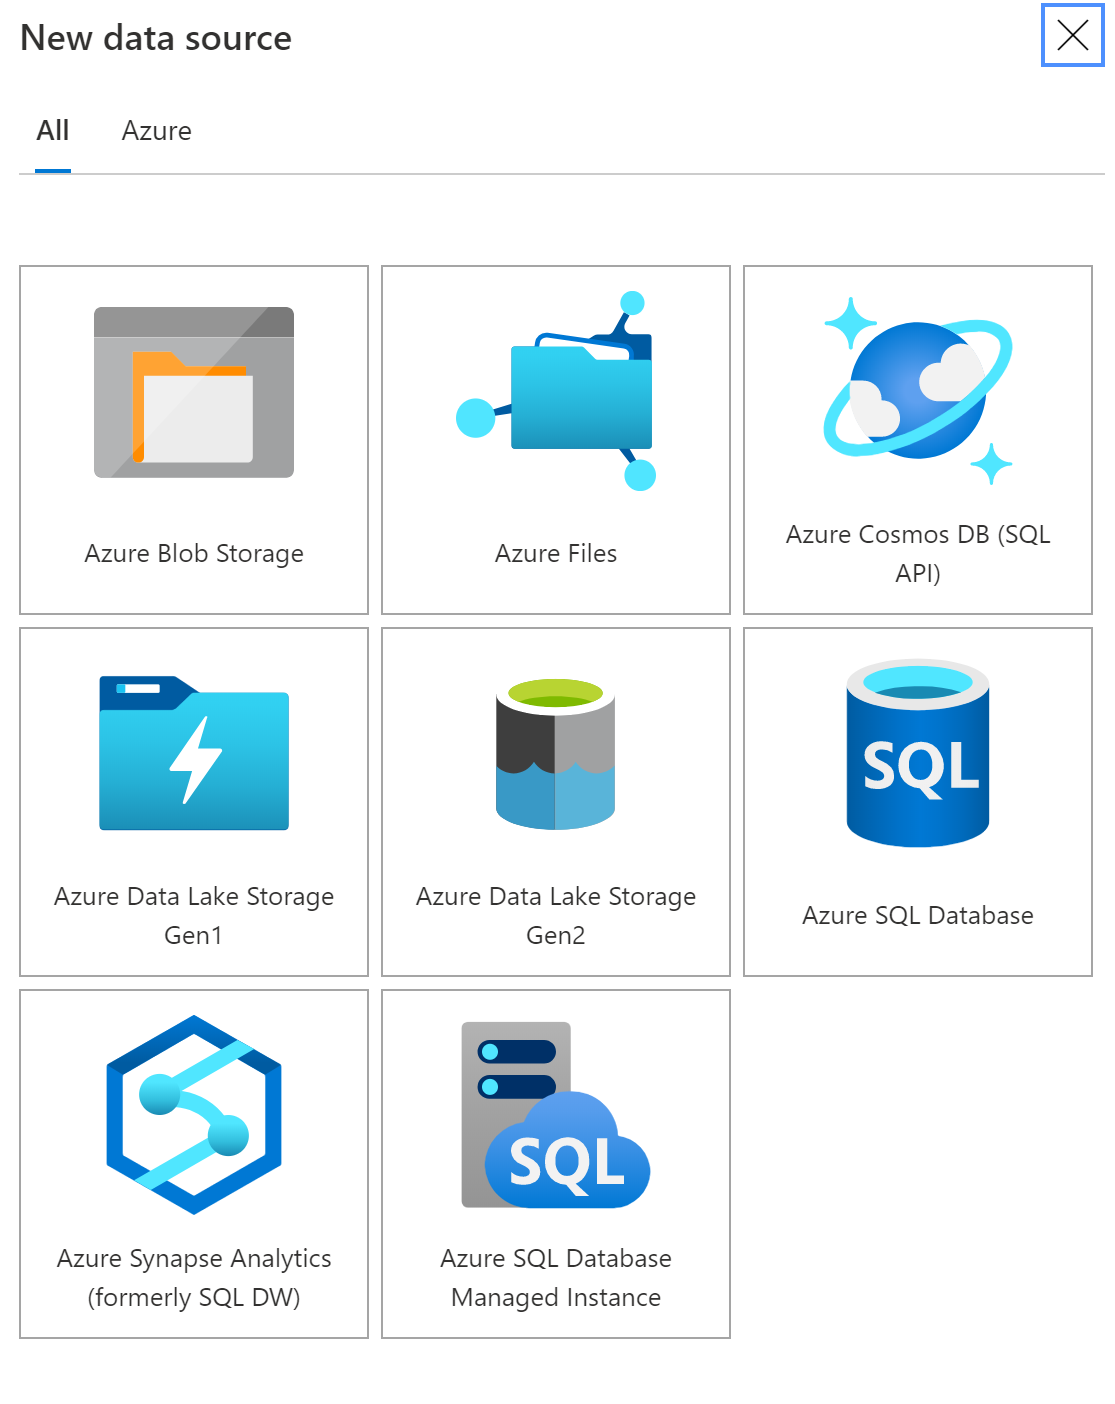 New data source
All
Azure
Azure Blob Storage
Azure Files
Azure Cosmos DB (SQL
API)
Azure Data Lake Storage
Gen1
Azure Data Lake Storage
Gen2
SQL
Azure SQL Database
Azure Synapse Analytics
(formerly SQL DW)
SQL
Azure SQL Database
Managed Instance